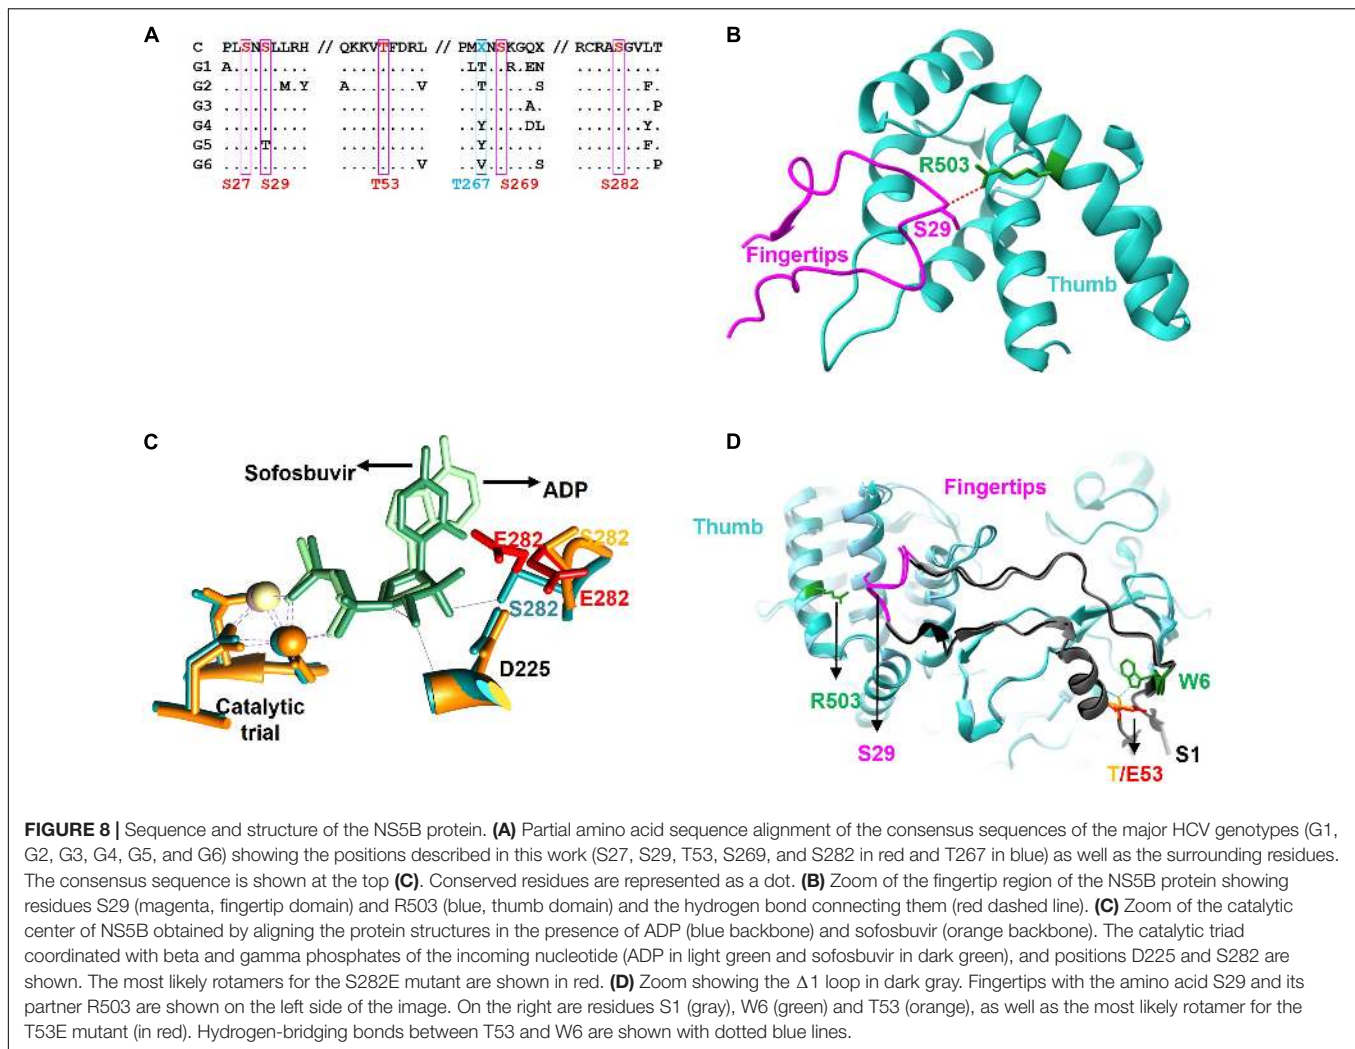 A
C PLSNSLLRH // QKKVTFDRL // PMXNSKGQX // RCRASGVLT
G1 A........ ......... ..LT..R.EN .........
G2 ......M.Y A.......V ...T.....S .......F.
G3 ......... ......... .......A. ........P
G4 ......... ......... ..Y....DL .......Y.
G5 ....T.... ......... ..Y...... .......F.
G6 ......... ........V ..V.....S ........P
S27 S29 T53 T267 S269 S282
B
R503
S29
Fingertips
Thumb
C
Sofosbuvir
ADP
E282
S282
E282
S282
D225
Catalytic
trial
D
Fingertips
Thumb
R503
W6
S29
S1
T/E53
FIGURE 8 | Sequence and structure of the NS5B protein. (A) Partial amino acid sequence alignment of the consensus sequences of the major HCV genotypes (G1,
G2, G3, G4, G5, and G6) showing the positions described in this work (S27, S29, T53, S269, and S282 in red and T267 in blue) as well as the surrounding residues.
The consensus sequence is shown at the top (C). Conserved residues are represented as a dot. (B) Zoom of the fingertip region of the NS5B protein showing
residues S29 (magenta, fingertip domain) and R503 (blue, thumb domain) and the hydrogen bond connecting them (red dashed line). (C) Zoom of the catalytic
center of NS5B obtained by aligning the protein structures in the presence of ADP (blue backbone) and sofosbuvir (orange backbone). The catalytic triad
coordinated with beta and gamma phosphates of the incoming nucleotide (ADP in light green and sofosbuvir in dark green), and positions D225 and S282 are
shown. The most likely rotamers for the S282E mutant are shown in red. (D) Zoom showing the Δ1 loop in dark gray. Fingertips with the amino acid S29 and its
partner R503 are shown on the left side of the image. On the right are residues S1 (gray), W6 (green) and T53 (orange), as well as the most likely rotamer for the
T53E mutant (in red). Hydrogen-bridging bonds between T53 and W6 are shown with dotted blue lines.